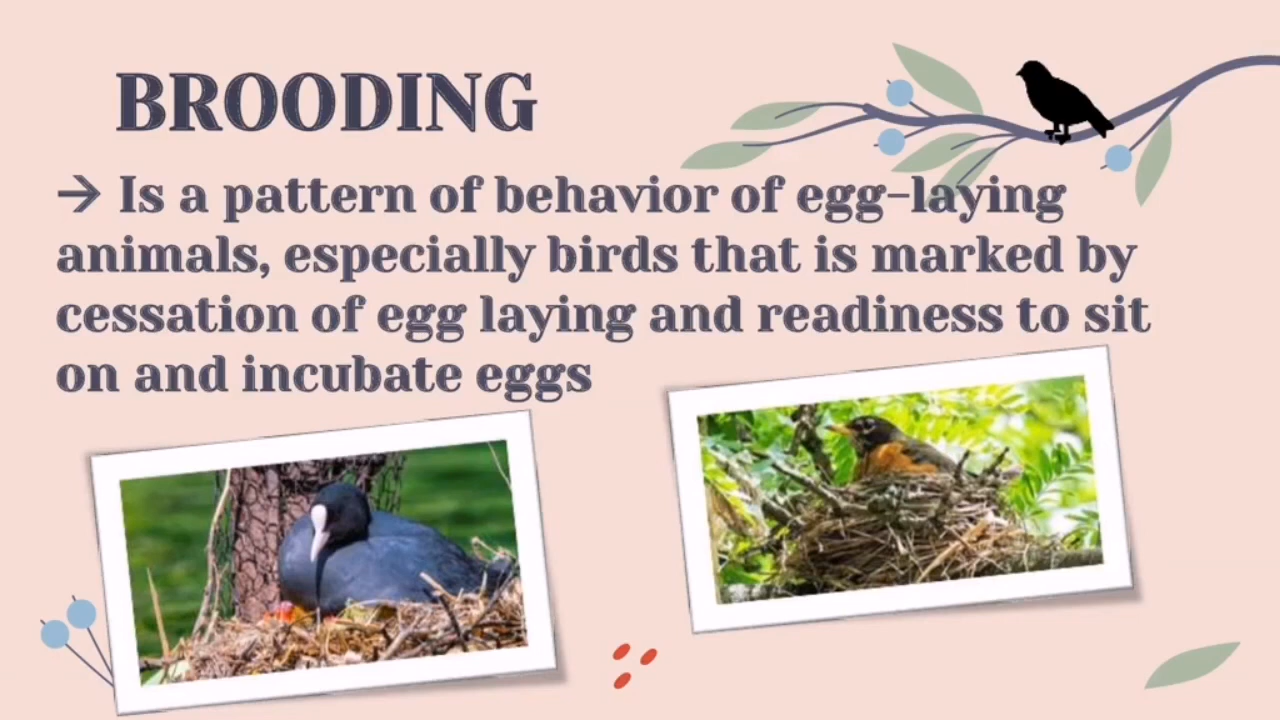 BROODING
→ Is a pattern of behavior of egg-laying
animals, especially birds that is marked by
cessation of egg laying and readiness to sit
on and incubate eggs